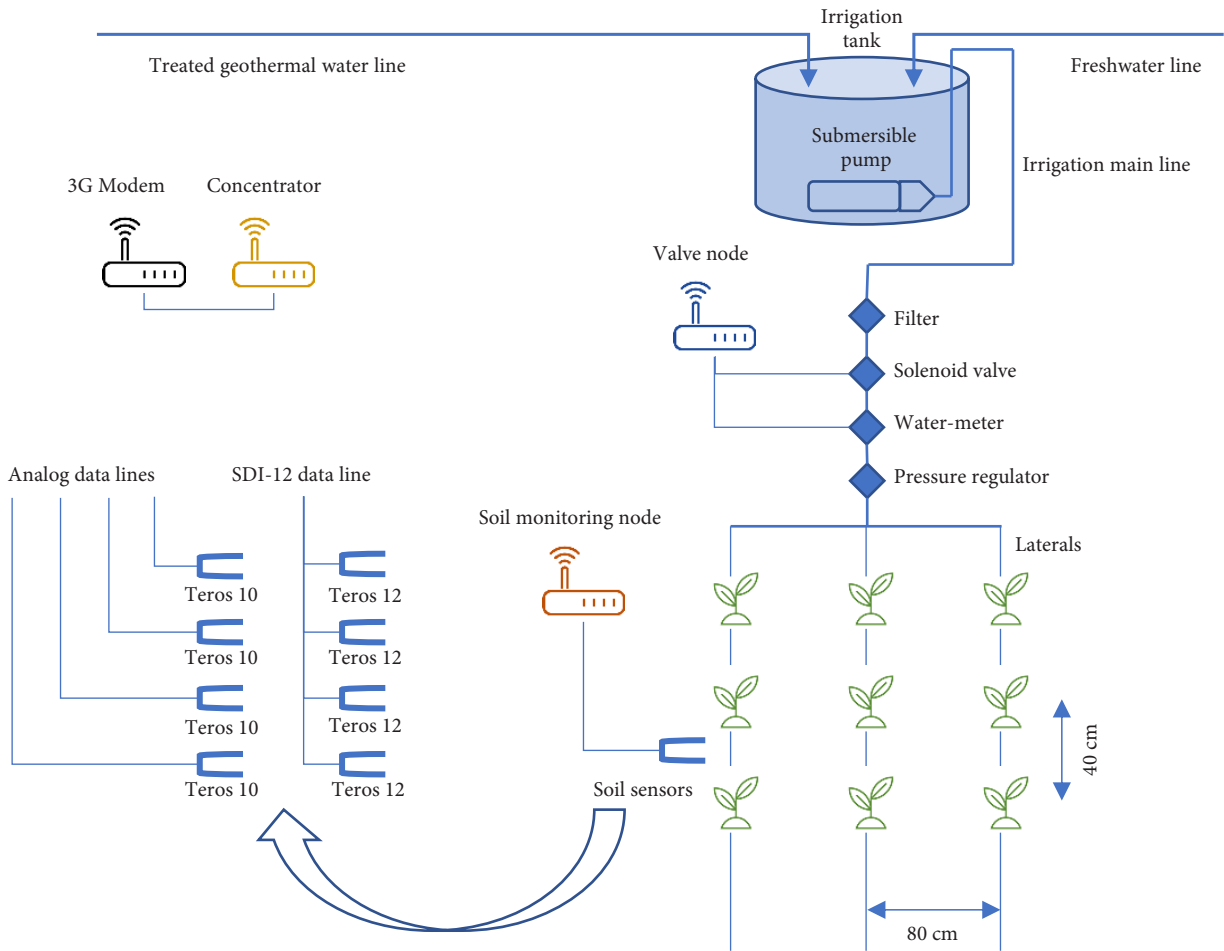 Irrigation
tank
Treated geothermal water line
Freshwater line
Submersible
pump
Irrigation main line
3G Modem
Concentrator
Valve node
Filter
Solenoid valve
Water-meter
Pressure regulator
Analog data lines
SDI-12 data line
Soil monitoring node
Laterals
Teros 10
Teros 12
Teros 10
Teros 12
Teros 10
Teros 12
Teros 10
Teros 12
Soil sensors
40 cm
80 cm